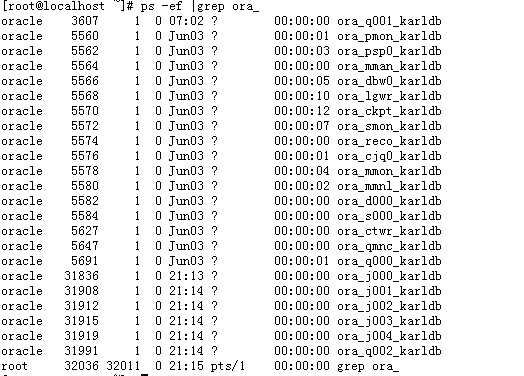 [root@localhost ~]# ps -ef |grep ora_
oracle 3607 1 0 07:02 ? 00:00:00 ora_q001_karldb
oracle 5560 1 0 Jun03 ? 00:00:01 ora_pmon_karldb
oracle 5562 1 0 Jun03 ? 00:00:03 ora_psp0_karldb
oracle 5564 1 0 Jun03 ? 00:00:00 ora_mman_karldb
oracle 5566 1 0 Jun03 ? 00:00:05 ora_dbw0_karldb
oracle 5568 1 0 Jun03 ? 00:00:10 ora_lgwr_karldb
oracle 5570 1 0 Jun03 ? 00:00:12 ora_ckpt_karldb
oracle 5572 1 0 Jun03 ? 00:00:07 ora_smon_karldb
oracle 5574 1 0 Jun03 ? 00:00:00 ora_reco_karldb
oracle 5576 1 0 Jun03 ? 00:00:01 ora_cjq0_karldb
oracle 5578 1 0 Jun03 ? 00:00:04 ora_mmon_karldb
oracle 5580 1 0 Jun03 ? 00:00:02 ora_mmnl_karldb
oracle 5582 1 0 Jun03 ? 00:00:00 ora_d000_karldb
oracle 5584 1 0 Jun03 ? 00:00:00 ora_s000_karldb
oracle 5627 1 0 Jun03 ? 00:00:00 ora_ctwr_karldb
oracle 5647 1 0 Jun03 ? 00:00:00 ora_qmnc_karldb
oracle 5691 1 0 Jun03 ? 00:00:01 ora_q000_karldb
oracle 31836 1 0 21:13 ? 00:00:00 ora_j000_karldb
oracle 31908 1 0 21:14 ? 00:00:00 ora_j001_karldb
oracle 31912 1 0 21:14 ? 00:00:00 ora_j002_karldb
oracle 31915 1 0 21:14 ? 00:00:00 ora_j003_karldb
oracle 31919 1 0 21:14 ? 00:00:00 ora_j004_karldb
oracle 31991 1 0 21:14 ? 00:00:00 ora_q002_karldb
root 32036 32011 0 21:15 pts/1 00:00:00 grep ora_